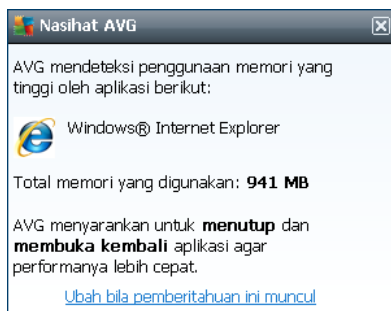 Nasihat AVG
AVG mendeteksi penggunaan memori yang
tinggi oleh aplikasi berikut:
Windows® Internet Explorer
Total memori yang digunakan: 941 MB
AVG menyarankan untuk menutup dan
membuka kembali aplikasi agar
performanya lebih cepat.
Ubah bila pemberitahuan ini muncul